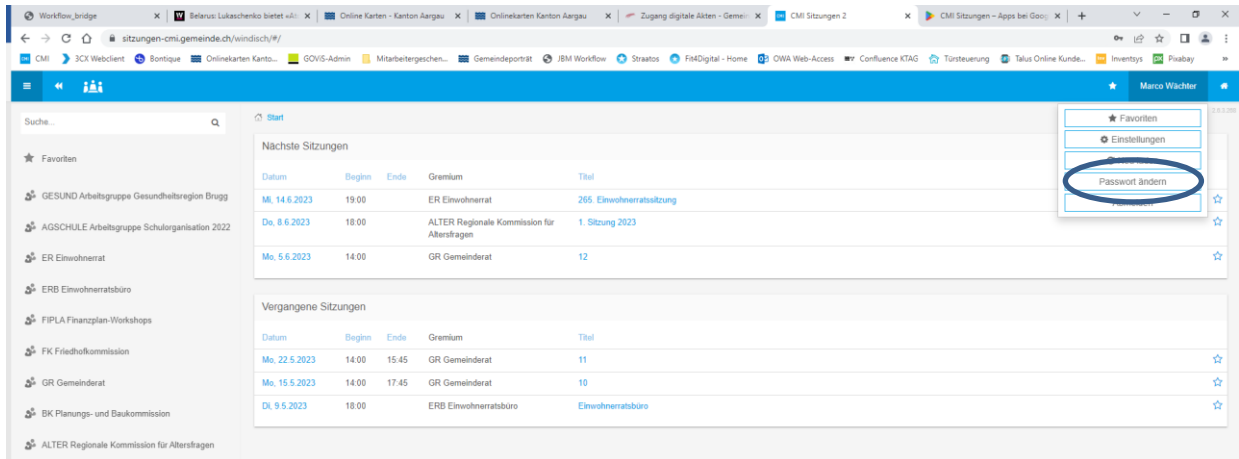 Workflow_bridge
Belarus: Lukaschenko bietet «At
Online Karten - Kanton Aargau
Onlinekarten Kanton Aargau
Zugang digitale Akten - Gemein
CMI Sitzungen 2
CMI Sitzungen – Apps bei Goog
sitzungen-cmi.gemeinde.ch/windisch/#/
CMI
3CX Webclient
Bontique
Onlinekarten Kanto...
GOViS-Admin
Mitarbeitergeschen...
Gemeindeporträt
JBM Workflow
Straatos
Fit4Digital - Home
OWA Web-Access
Confluence KTAG
Türsteuerung
Talus Online Kunde...
Inventsys
Pixabay
»
Marco Wächter
Suche...
Start
Favoriten
Einstellungen
Passwort ändern
Favoriten
GESUND Arbeitsgruppe Gesundheitsregion Brugg
AGSCHULE Arbeitsgruppe Schulorganisation 2022
ER Einwohnerrat
ERB Einwohnerratsbüro
FIPLA Finanzplan-Workshops
FK Friedhofkommission
GR Gemeinderat
BK Planungs- und Baukommission
ALTER Regionale Kommission für Altersfragen
Nächste Sitzungen
Datum Beginn Ende Gremium Titel
Mi, 14.6.2023 19:00 ER Einwohnerrat 265. Einwohnerratssitzung
Do, 8.6.2023 18:00 ALTER Regionale Kommission für 1. Sitzung 2023
Altersfragen
Mo, 5.6.2023 14:00 GR Gemeinderat 12
Vergangene Sitzungen
Datum Beginn Ende Gremium Titel
Mo, 22.5.2023 14:00 15:45 GR Gemeinderat 11
Mo, 15.5.2023 14:00 17:45 GR Gemeinderat 10
Di, 9.5.2023 18:00 ERB Einwohnerratsbüro Einwohnerratsbüro